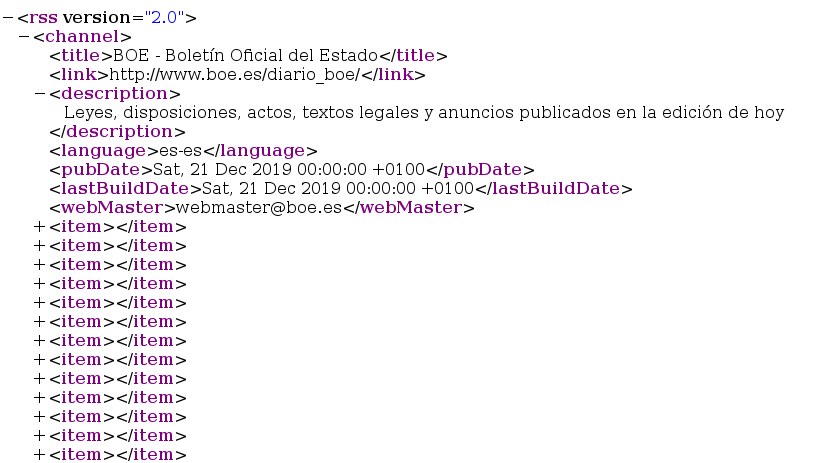 −<rss version="2.0">
−<channel>
<title>BOE - Boletín Oficial del Estado</title>
<link>http://www.boe.es/diario_boe/</link>
−<description>
Leyes, disposiciones, actos, textos legales y anuncios publicados en la edición de hoy
</description>
<language>es-es</language>
<pubDate>Sat, 21 Dec 2019 00:00:00 +0100</pubDate>
<lastBuildDate>Sat, 21 Dec 2019 00:00:00 +0100</lastBuildDate>
<webMaster>webmaster@boe.es</webMaster>
+<item></item>
+<item></item>
+<item></item>
+<item></item>
+<item></item>
+<item></item>
+<item></item>
+<item></item>
+<item></item>
+<item></item>
+<item></item>
+<item></item>
+<item></item>